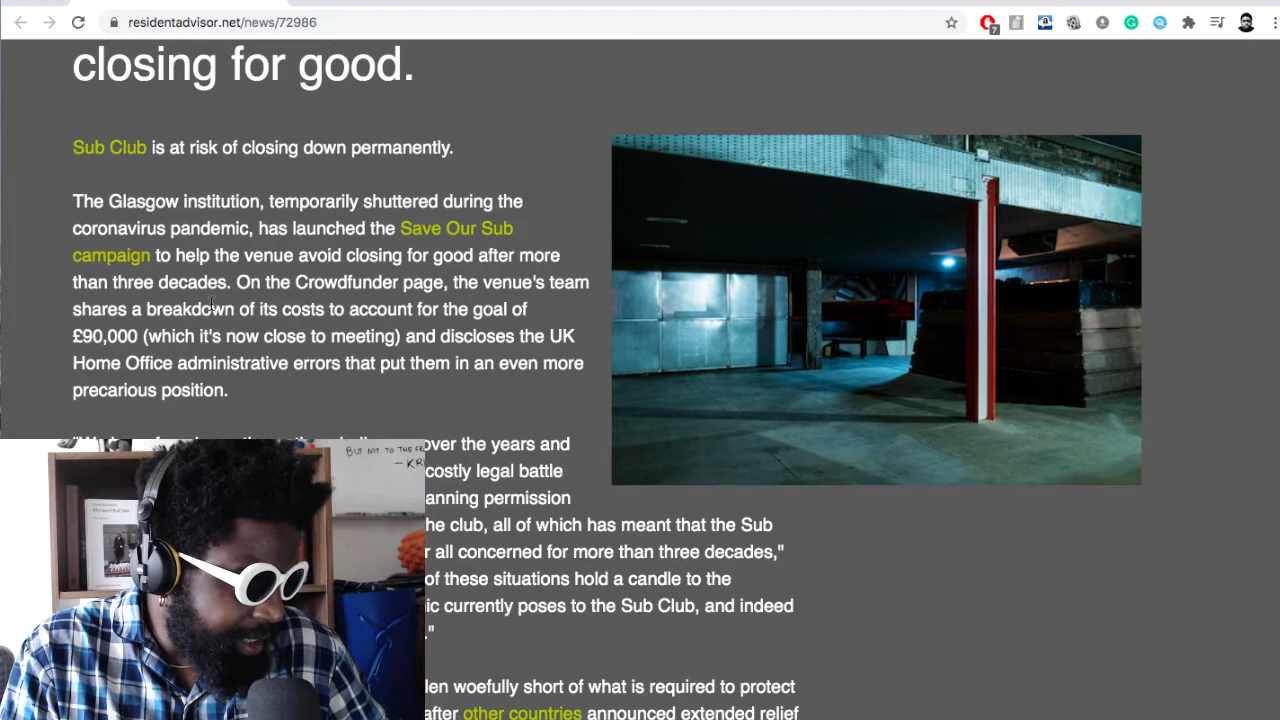 residentadvisor.net/news/72986
7
closing for good.
Sub Club is at risk of closing down permanently.
The Glasgow institution, temporarily shuttered during the
coronavirus pandemic, has launched the Save Our Sub
campaign to help the venue avoid closing for good after more
than three decades. On the Crowdfunder page, the venue's team
shares a breakdown of its costs to account for the goal of
£90,000 (which it's now close to meeting) and discloses the UK
Home Office administrative errors that put them in an even more
precarious position.
over the years and
costly legal battle
anning permission
he club, all of which has meant that the Sub
r all concerned for more than three decades,"
of these situations hold a candle to the
ic currently poses to the Sub Club, and indeed
."
len woefully short of what is required to protect
after other countries announced extended relief
BUT NOT TO THE